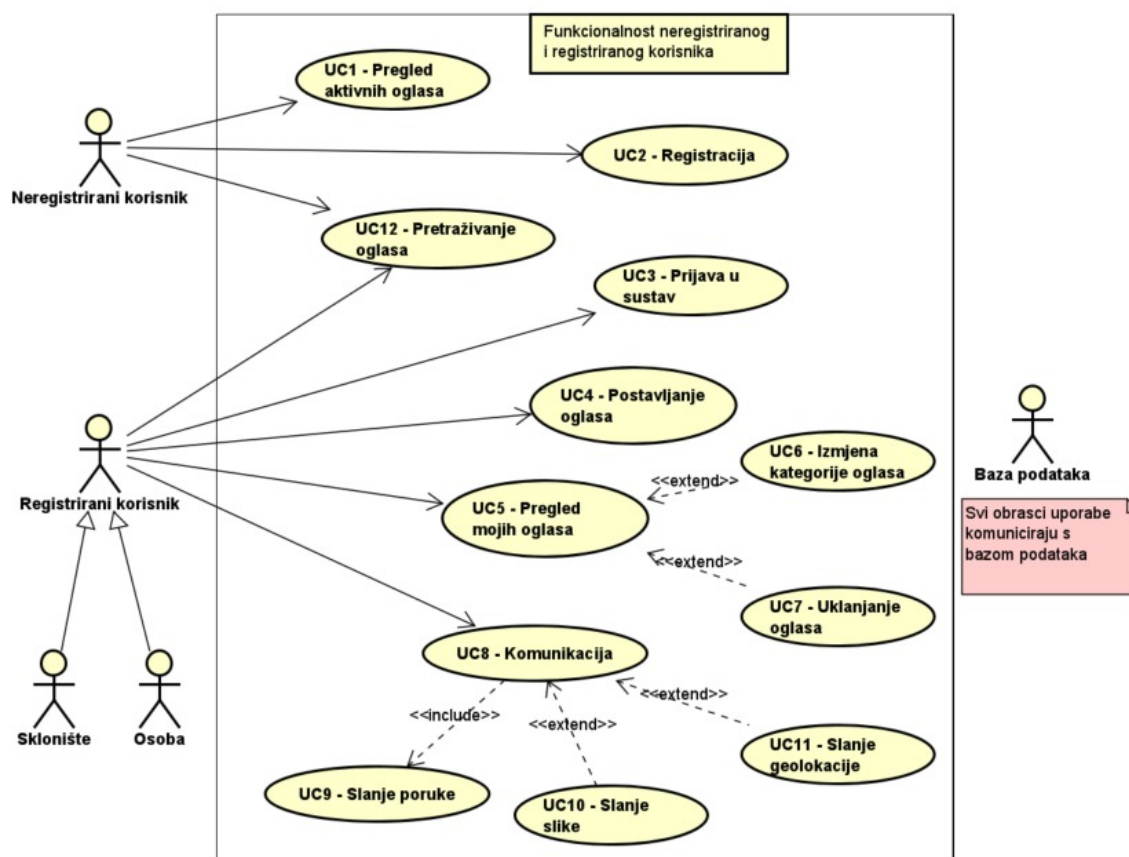 Funkcionalnost neregistriranog
i registriranog korisnika
UC1 - Pregled
aktivnih oglasa
UC2 - Registracija
Neregistrirani korisnik
UC12 - Pretraživanje
oglasa
UC3 - Prijava u
sustav
UC4 - Postavljanje
oglasa
Registrirani korisnik
UC6 - Izmjena
kategorije oglasa
<<extend>>
Baza podataka
UC5 - Pregled
mojih oglasa
Svi obrasci uporabe
komuniciraju s
bazom podataka
<<extend>>
UC7 - Uklanjanje
oglasa
UC8 - Komunikacija
<<extend>>
<<include>>
<<extend>>
Sklonište
Osoba
UC11 - Slanje
geolokacije
UC9 - Slanje poruke
UC10 - Slanje
slike